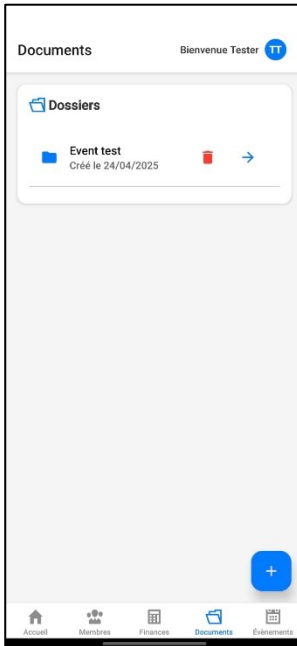 Documents
Bienvenue Tester TT
Dossiers
Event test
Créé le 24/04/2025
+
Accueil Membres Finances Documents Évènements